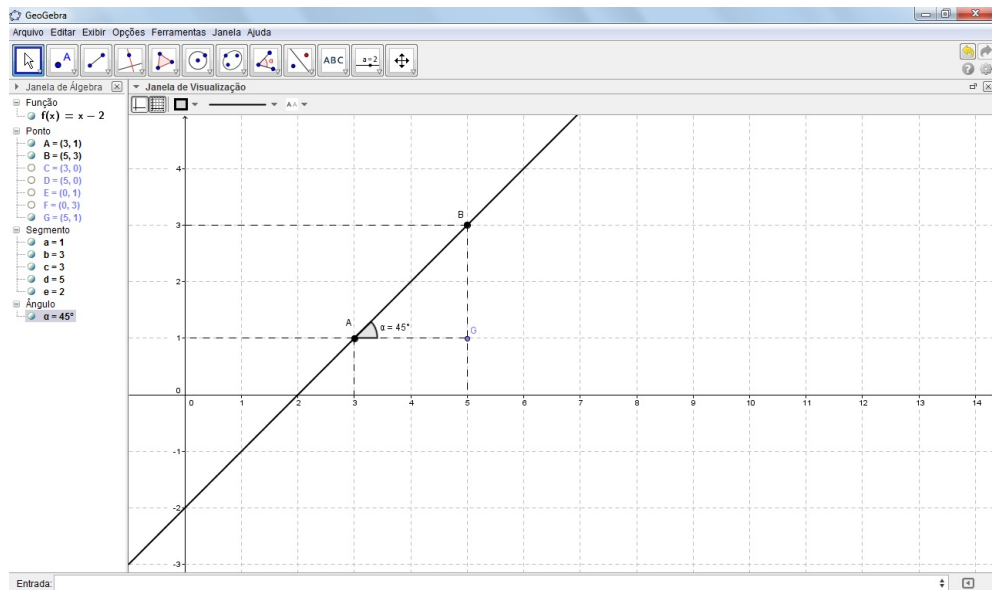 GeoGebra
Arquivo Editar Exibir Opções Ferramentas Janela Ajuda
A α ABC a=2
Janela de Álgebra
Janela de Visualização
A A
Função
f(x) = x − 2
Ponto
A = (3, 1)
B = (5, 3)
C = (3, 0)
D = (5, 0)
E = (0, 1)
F = (0, 3)
G = (5, 1)
Segmento
a = 1
b = 3
c = 3
d = 5
e = 2
Ângulo
α = 45°
4
3
B
2
A
α = 45°
1
G
0
0 1 2 3 4 5 6 7 8 9 10 11 12 13 14
-1
-2
-3
Entrada: